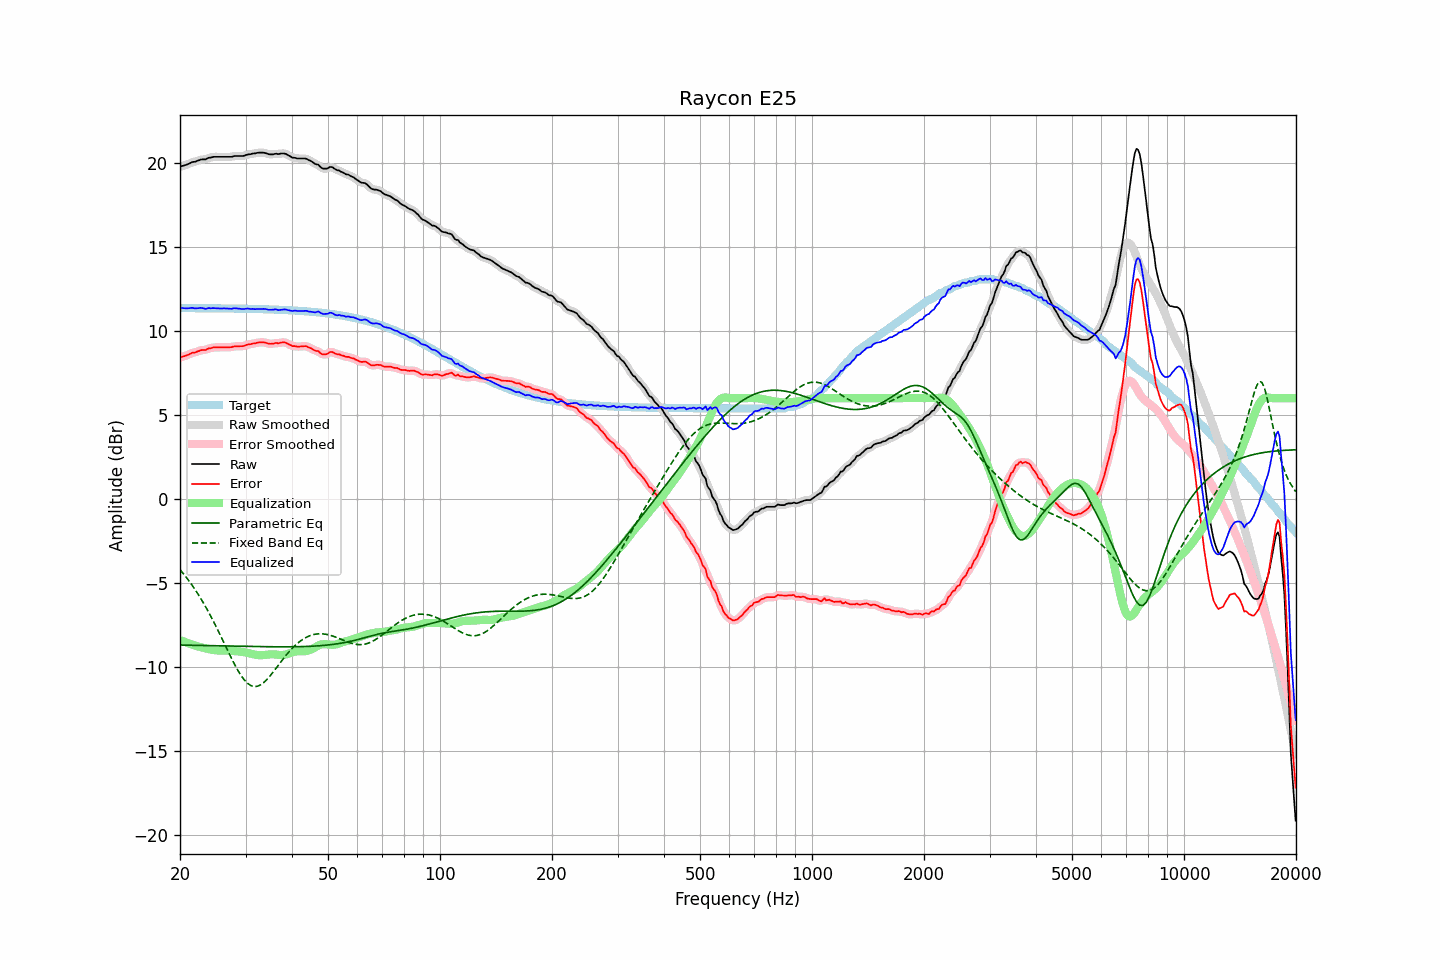 Raycon E25
Amplitude (dBr)
20
15
10
5
0
−5
−10
−15
−20
Target
Raw Smoothed
Error Smoothed
Raw
Error
Equalization
Parametric Eq
Fixed Band Eq
Equalized
20 50 100 200 500 1000 2000 5000 10000 20000
Frequency (Hz)